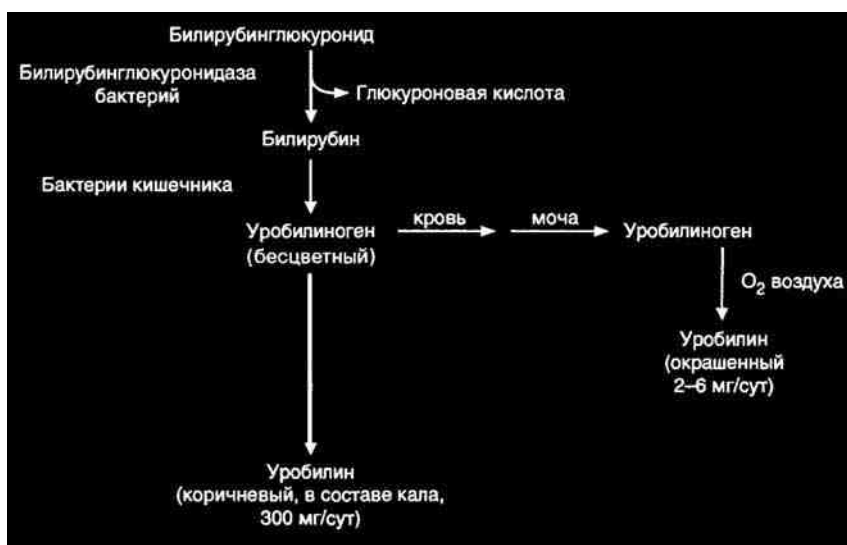 Билирубинглюкуронид
Билирубинглюкуронидаза
бактерий
Глюкуроновая кислота
Билирубин
Бактерии кишечника
Уробилиноген
(бесцветный)
кровь
моча
Уробилиноген
O₂ воздуха
Уробилин
(окрашенный
2–6 мг/сут)
Уробилин
(коричневый, в составе кала,
300 мг/сут)